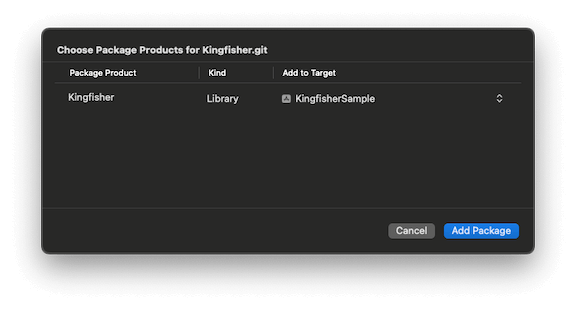 Choose Package Products for Kingfisher.git
Package Product Kind Add to Target
Kingfisher Library KingfisherSample
Cancel Add Package